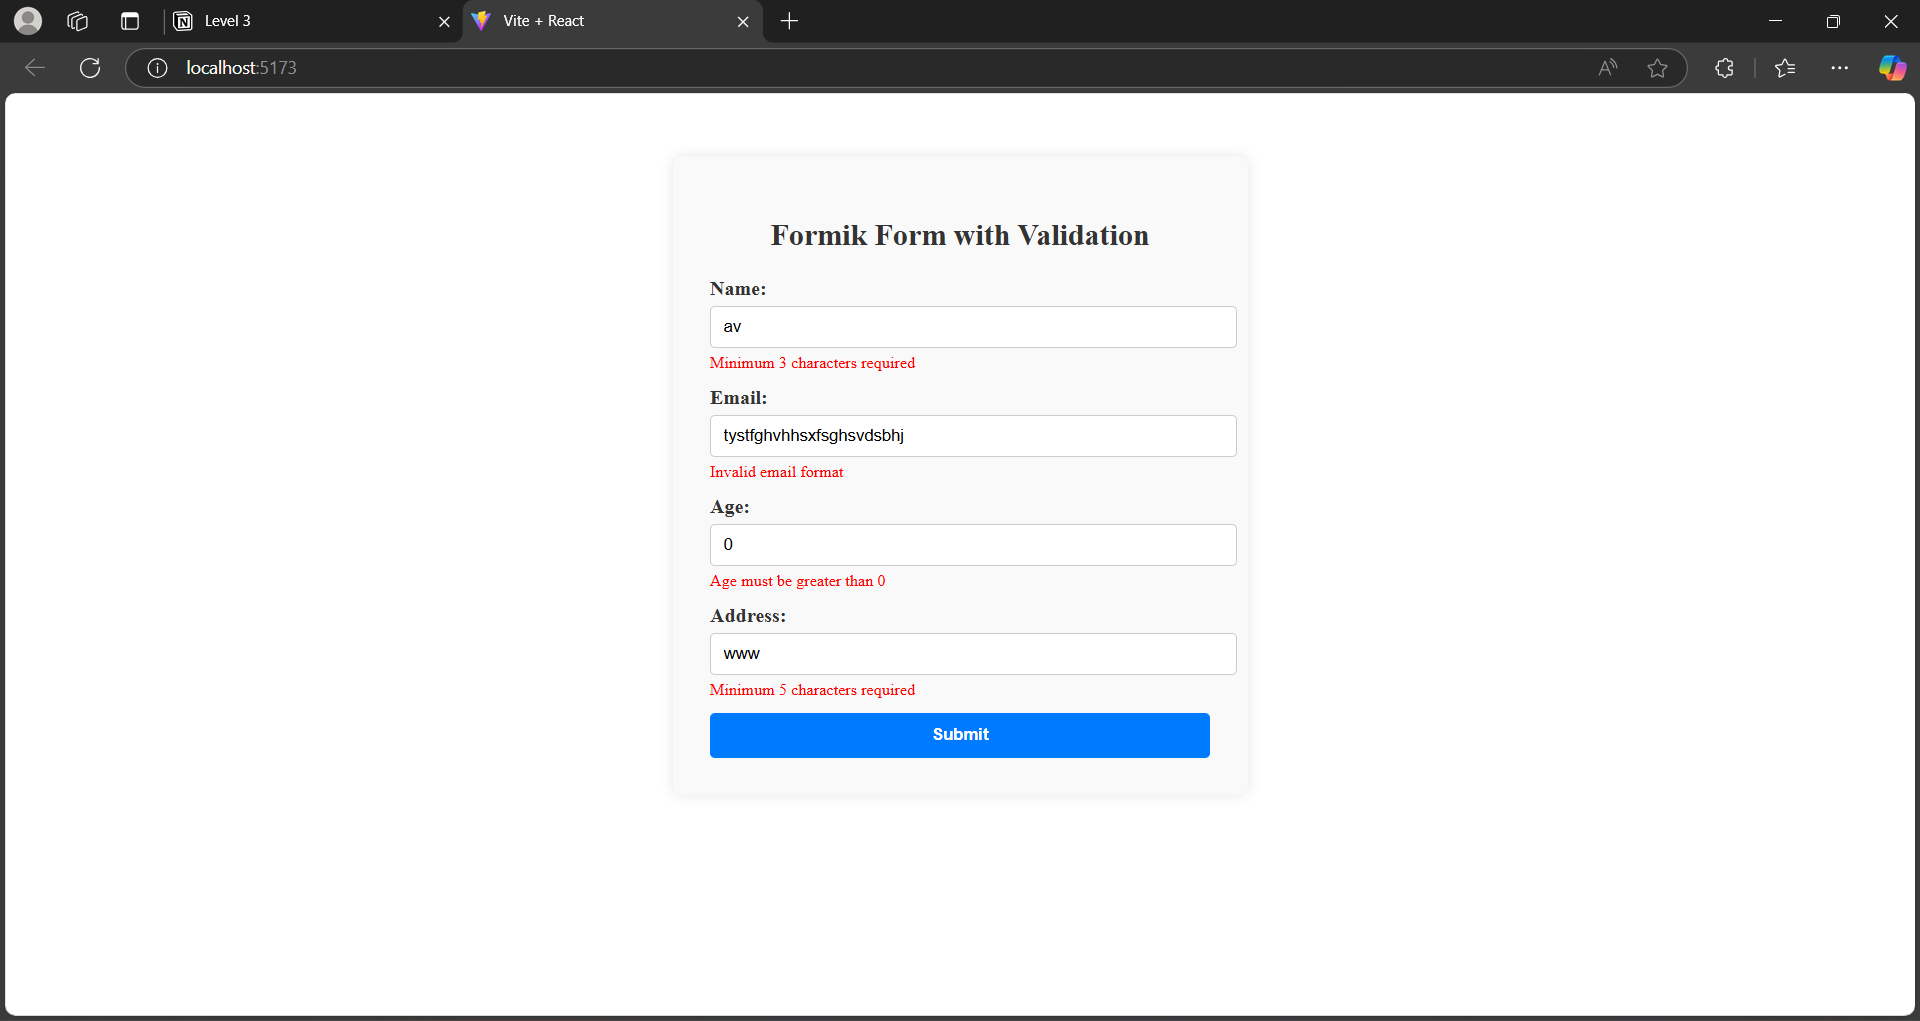 Level 3
Vite + React
localhost:5173
Formik Form with Validation
Name:
av
Minimum 3 characters required
Email:
tystfghvhhsxfsghsvdsbhj
Invalid email format
Age:
0
Age must be greater than 0
Address:
www
Minimum 5 characters required
Submit